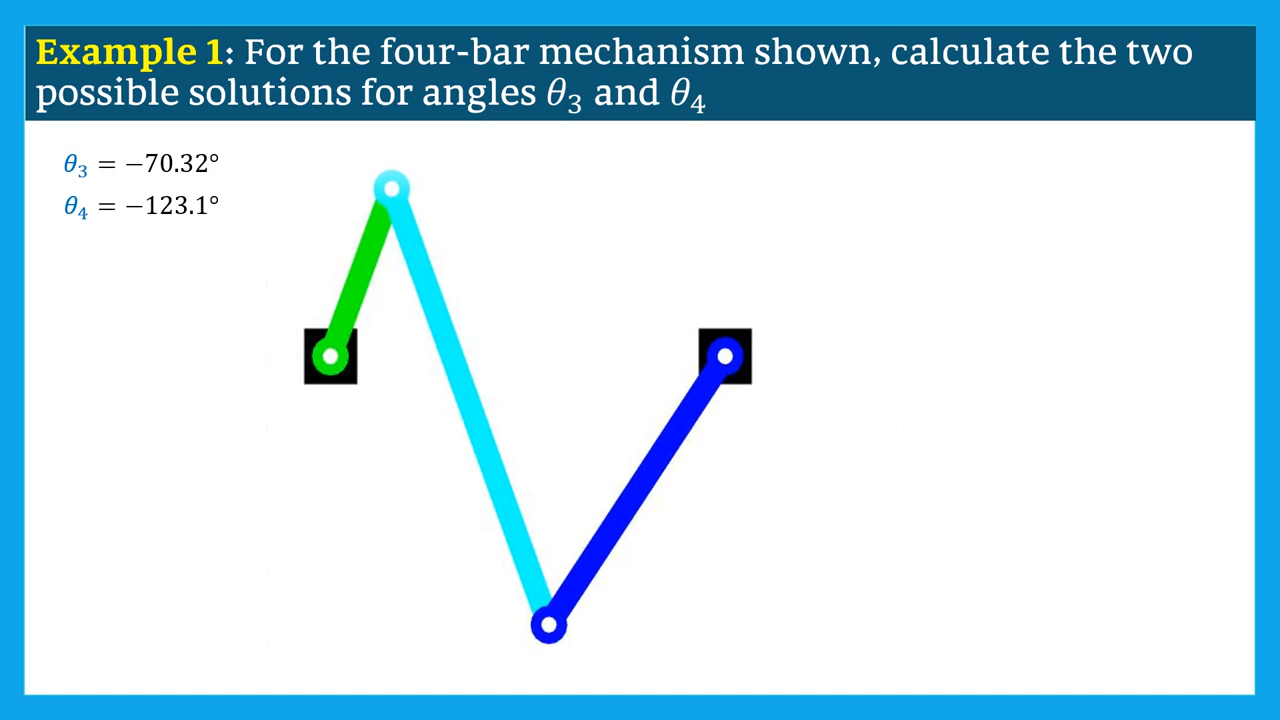 Example 1: For the four-bar mechanism shown, calculate the two
possible solutions for angles θ₃ and θ₄
θ₃ = −70.32°
θ₄ = −123.1°